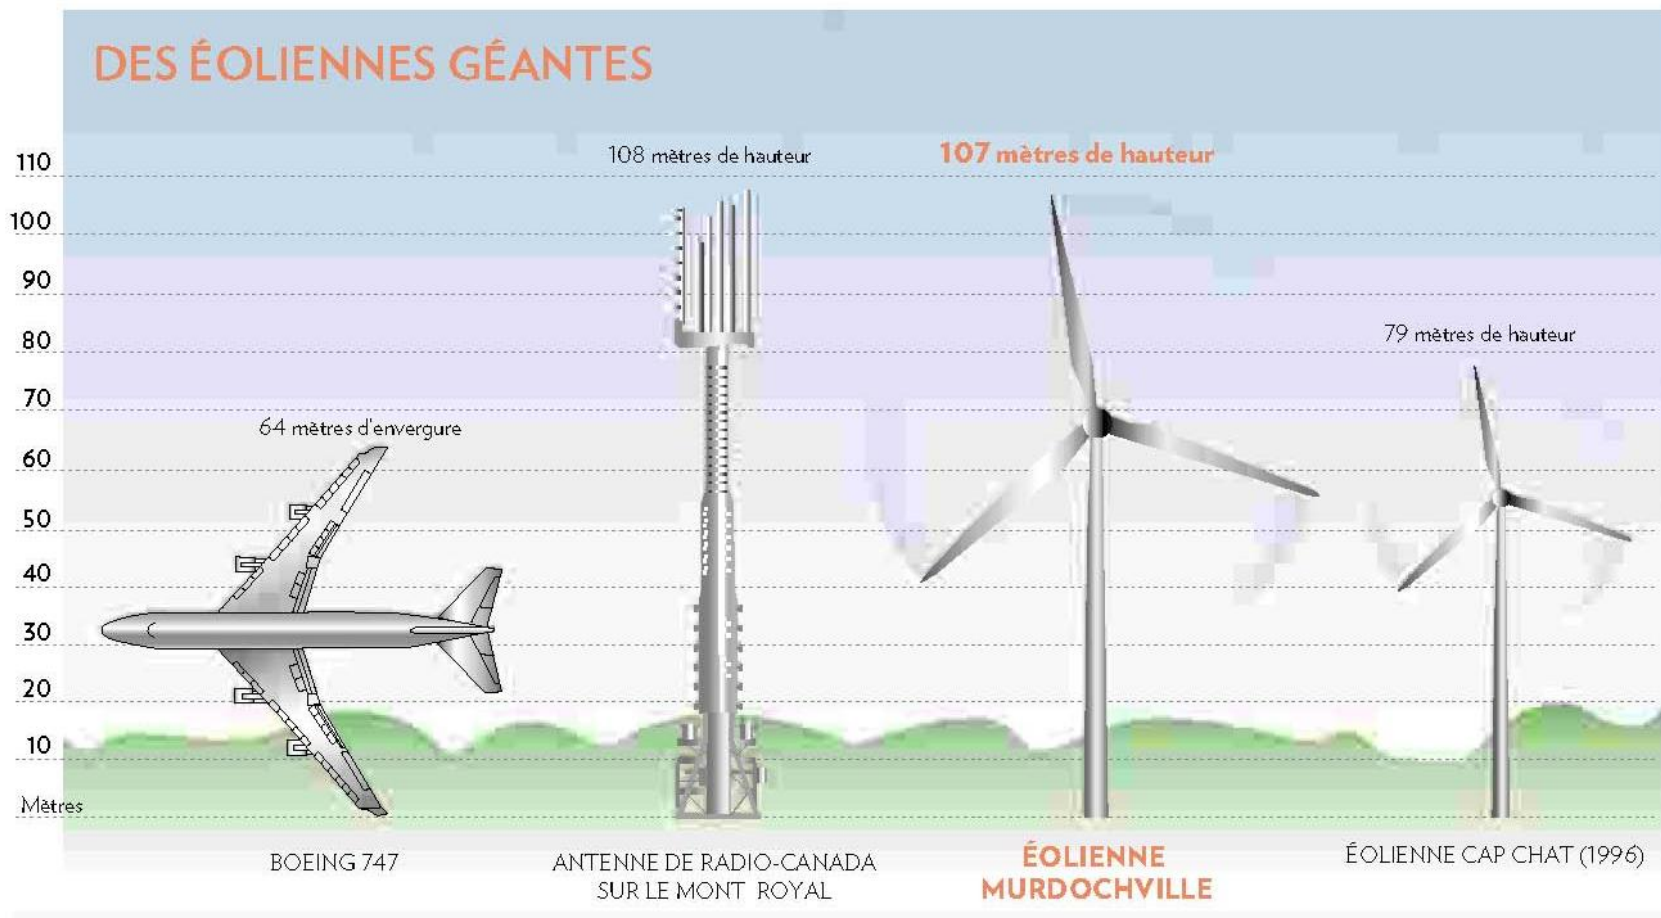 DES ÉOLIENNES GÉANTES
108 mètres de hauteur
107 mètres de hauteur
79 mètres de hauteur
64 mètres d'envergure
110
100
90
80
70
60
50
40
30
20
10
Mètres
BOEING 747
ANTENNE DE RADIO-CANADA
SUR LE MONT ROYAL
ÉOLIENNE
MURDOCHVILLE
ÉOLIENNE CAP CHAT (1996)